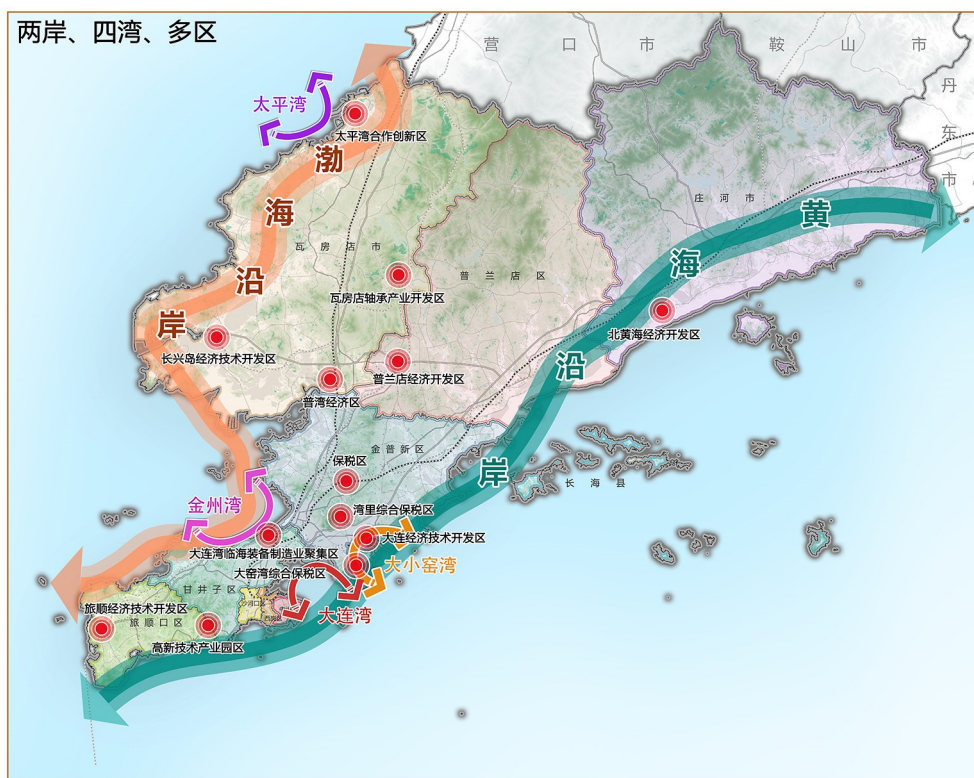 两岸、四湾、多区
营口市
鞍山市
丹东市
太平湾
太平湾合作创新区
渤海沿岸
瓦房店市
庄河市
黄海沿岸
普兰店区
瓦房店轴承产业开发区
北黄海经济开发区
长兴岛经济技术开发区
普兰店经济开发区
普湾经济区
金普新区
保税区
长海县
金州湾
湾里综合保税区
大连经济技术开发区
大连湾临海装备制造业聚集区
大小窑湾
大窑湾综合保税区
甘井子区
沙河口区
西岗区
大连湾
旅顺经济技术开发区
旅顺口区
高新技术产业园区